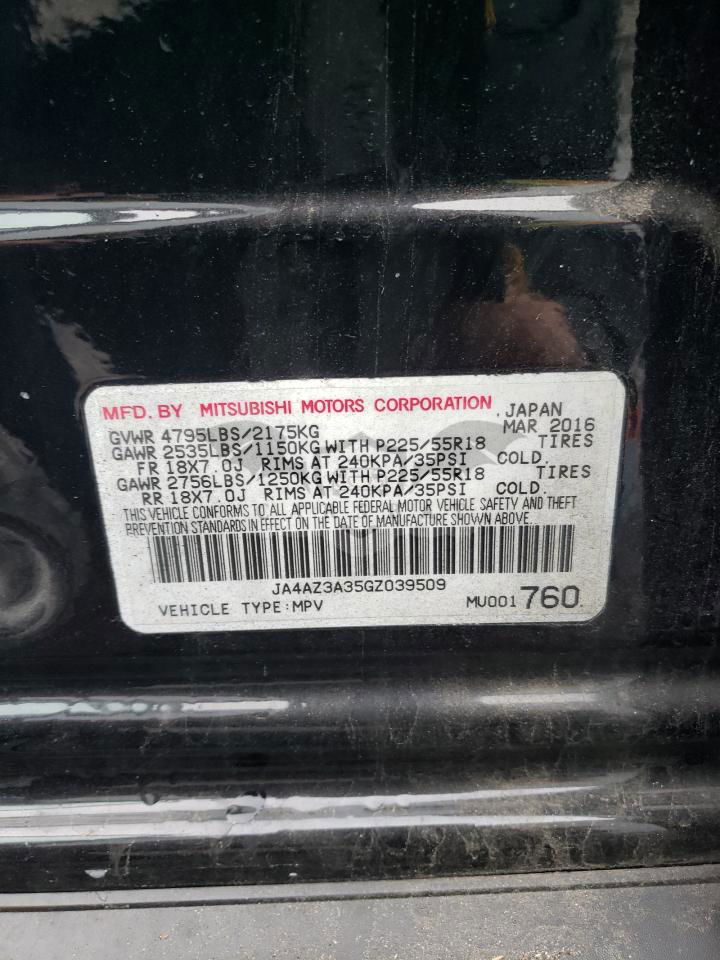 MFD. BY MITSUBISHI MOTORS CORPORATION , JAPAN
GVWR 4795LBS/2175KG MAR 2016
GAWR 2535LBS/1150KG WITH P225/55R18 TIRES
FR 18X7.0J RIMS AT 240KPA/35PSI COLD.
GAWR 2756LBS/1250KG WITH P225/55R18 TIRES
RR 18X7.0J RIMS AT 240KPA/35PSI COLD.
THIS VEHICLE CONFORMS TO ALL APPLICABLE FEDERAL MOTOR VEHICLE SAFETY AND THEFT
PREVENTION STANDARDS IN EFFECT ON THE DATE OF MANUFACTURE SHOWN ABOVE.
JA4AZ3A35GZ039509
VEHICLE TYPE:MPV MU001760